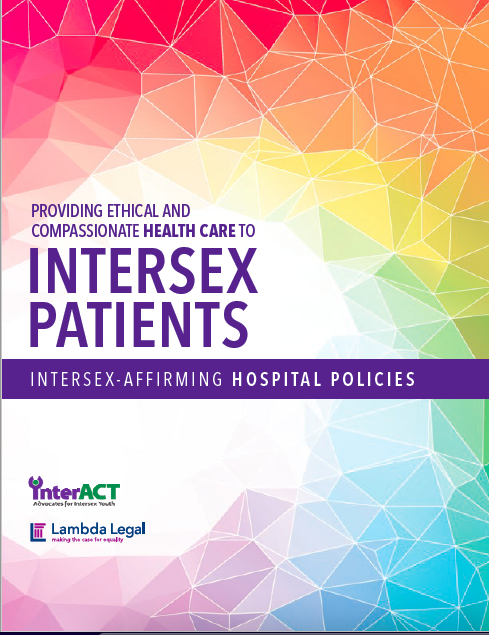 PROVIDING ETHICAL AND
COMPASSIONATE HEALTH CARE TO
INTERSEX
PATIENTS
INTERSEX-AFFIRMING HOSPITAL POLICIES
interACT
Advocates for Intersex Youth
Lambda Legal
making the case for equality